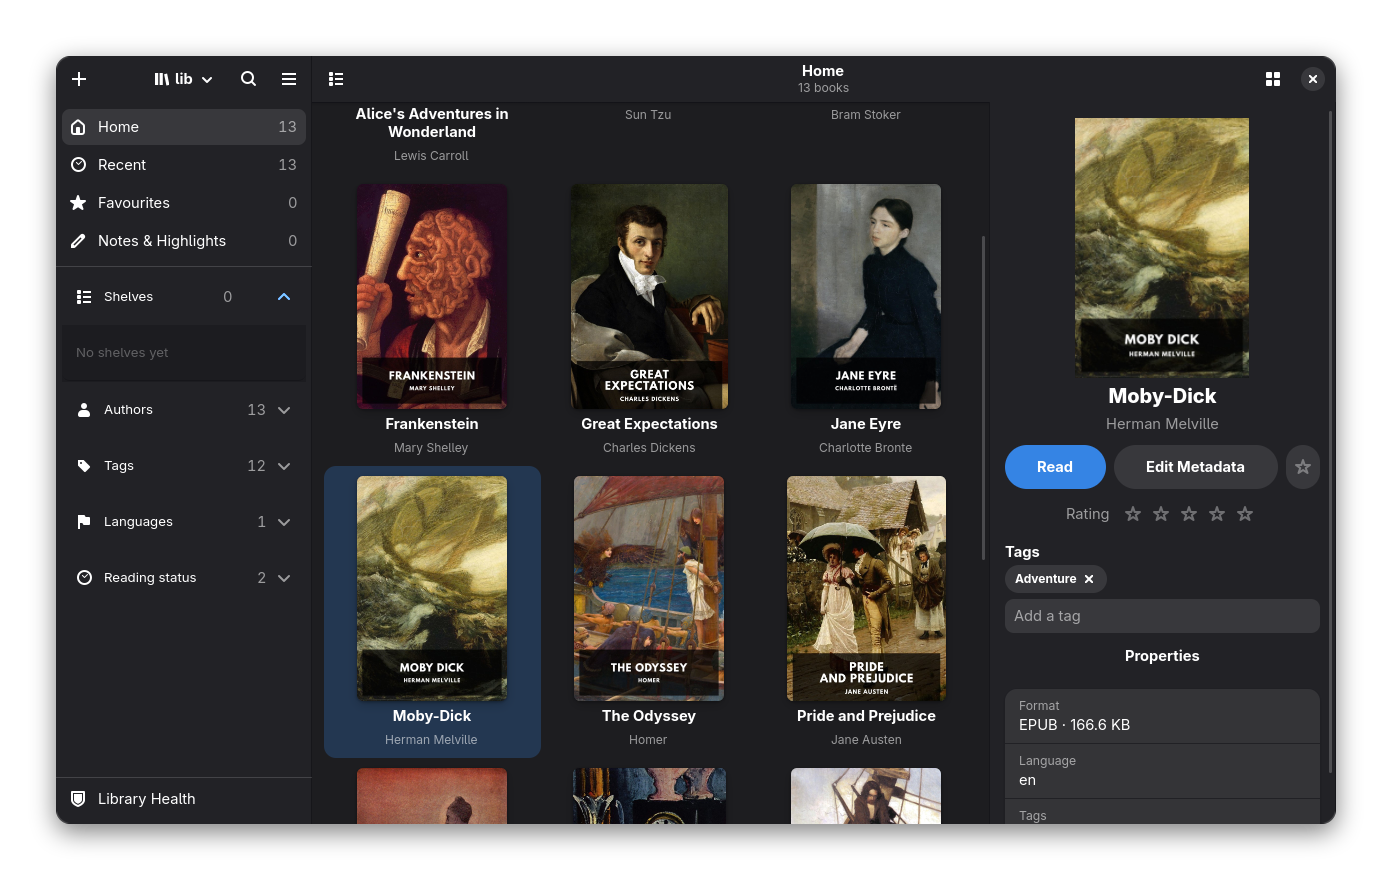 lib
Home 13
Recent 13
Favourites 0
Notes & Highlights 0
Shelves 0
No shelves yet
Authors 13
Tags 12
Languages 1
Reading status 2
Library Health
Home
13 books
Alice's Adventures in
Wonderland
Lewis Carroll
Sun Tzu
Bram Stoker
FRANKENSTEIN
MARY SHELLEY
Frankenstein
Mary Shelley
GREAT
EXPECTATIONS
CHARLES DICKENS
Great Expectations
Charles Dickens
JANE EYRE
CHARLOTTE BRONTË
Jane Eyre
Charlotte Bronte
MOBY DICK
HERMAN MELVILLE
Moby-Dick
Herman Melville
THE ODYSSEY
HOMER
The Odyssey
Homer
PRIDE
AND PREJUDICE
JANE AUSTEN
Pride and Prejudice
Jane Austen
MOBY DICK
HERMAN MELVILLE
Moby-Dick
Herman Melville
Read
Edit Metadata
Rating
Tags
Adventure
Add a tag
Properties
Format
EPUB · 166.6 KB
Language
en
Tags